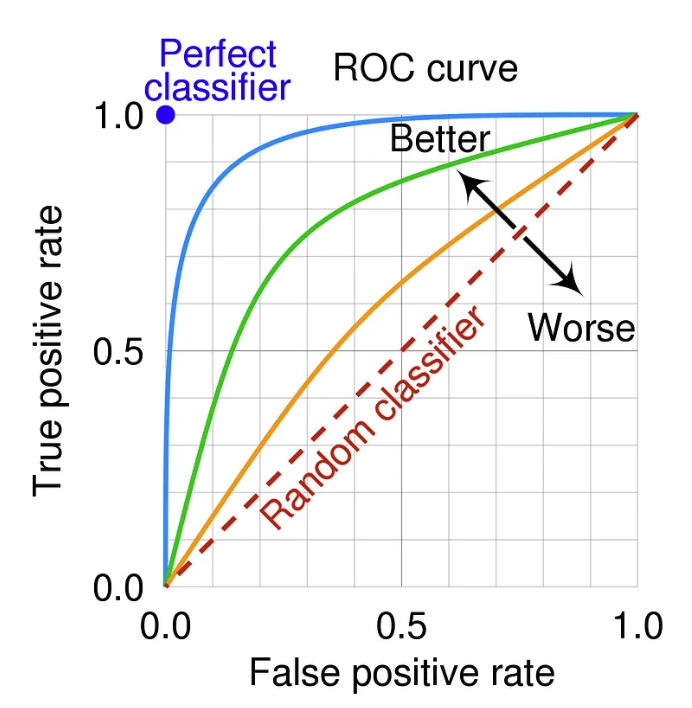 Perfect
classifier
ROC curve
1.0
Better
True positive rate
0.5
Worse
Random classifier
0.0
0.0 0.5 1.0
False positive rate